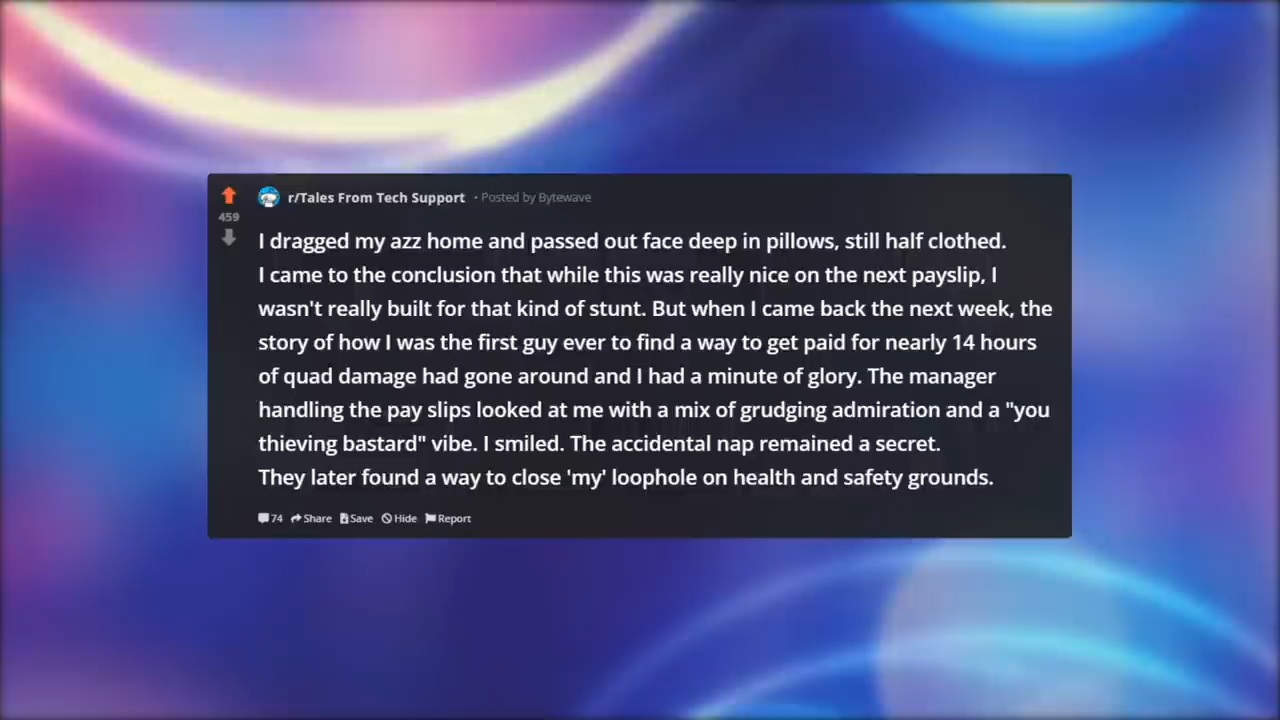 r/Tales From Tech Support · Posted by Bytewave
459
I dragged my azz home and passed out face deep in pillows, still half clothed.
I came to the conclusion that while this was really nice on the next payslip, I
wasn't really built for that kind of stunt. But when I came back the next week, the
story of how I was the first guy ever to find a way to get paid for nearly 14 hours
of quad damage had gone around and I had a minute of glory. The manager
handling the pay slips looked at me with a mix of grudging admiration and a "you
thieving bastard" vibe. I smiled. The accidental nap remained a secret.
They later found a way to close 'my' loophole on health and safety grounds.
74 Share Save Hide Report